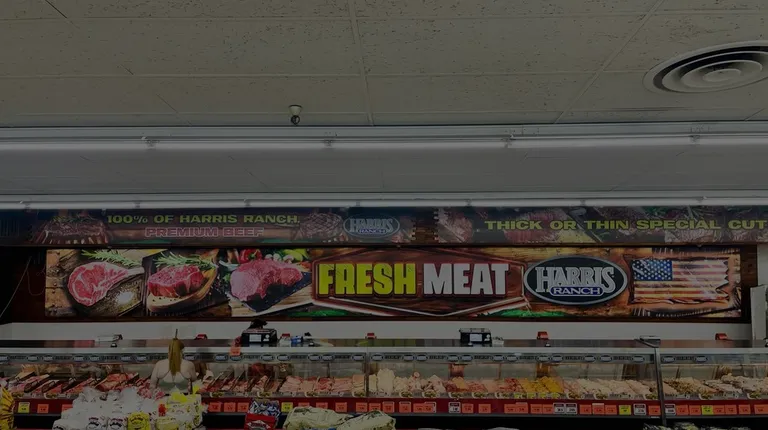 100% OF HARRIS RANCH
PREMIUM BEEF
HARRIS
RANCH
THICK OR THIN SPECIAL CUT
FRESH MEAT
HARRIS
RANCH